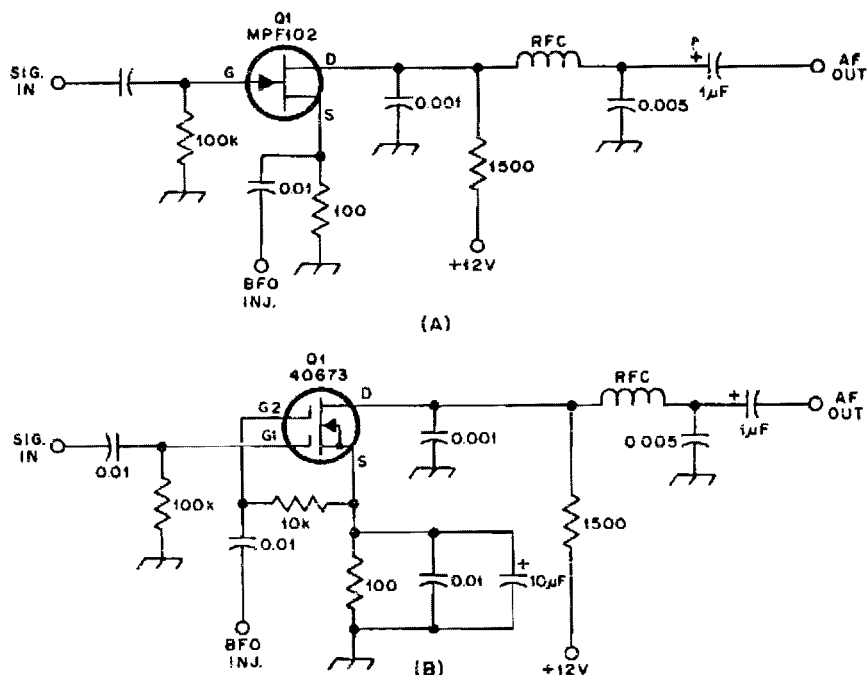 Q1
MPF102
RFC
SIG.
IN
G
D
S
+
1µF
AF
OUT
0.001
0.005
100k
0.01
100
1500
BFO
INJ.
+12V
(A)
Q1
40673
RFC
G2
D
SIG.
IN
G1
S
+
1µF
AF
OUT
0.01
0.001
0.005
100k
10k
0.01
100
0.01
+
10µF
1500
BFO
INJ.
(B)
+12V